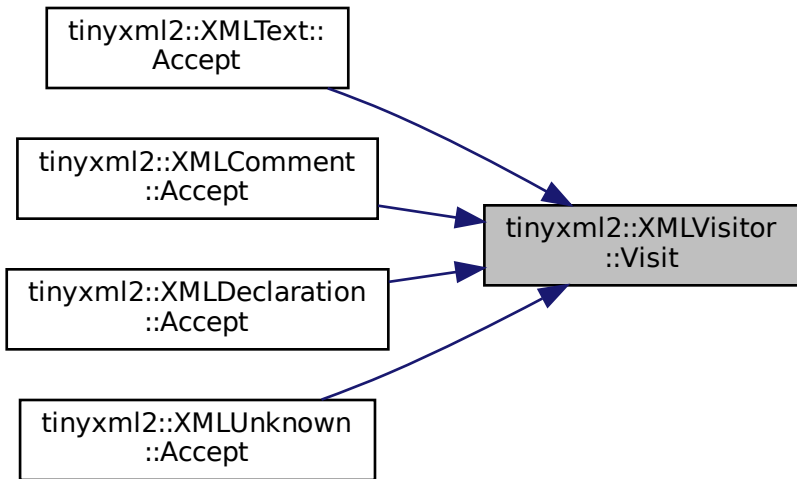 tinyxml2::XMLText::
Accept
tinyxml2::XMLComment
::Accept
tinyxml2::XMLVisitor
::Visit
tinyxml2::XMLDeclaration
::Accept
tinyxml2::XMLUnknown
::Accept